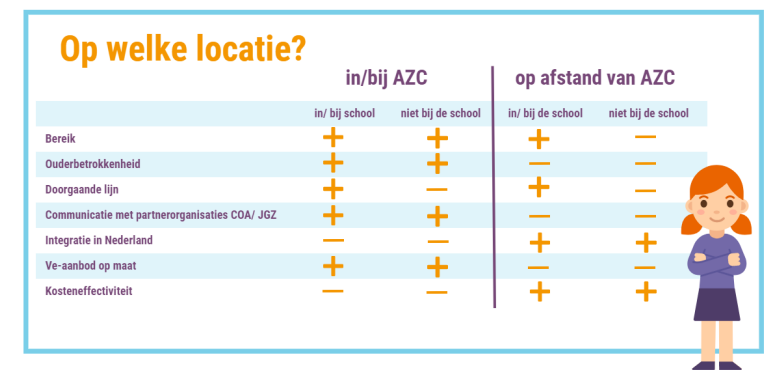 Op welke locatie?
in/bij AZC op afstand van AZC
in/ bij school niet bij de school in/ bij de school niet bij de school
Bereik + + + —
Ouderbetrokkenheid + + — —
Doorgaande lijn + — + —
Communicatie met partnerorganisaties COA/ JGZ + + — —
Integratie in Nederland — — + +
Ve-aanbod op maat + + — —
Kosteneffectiviteit — — + +